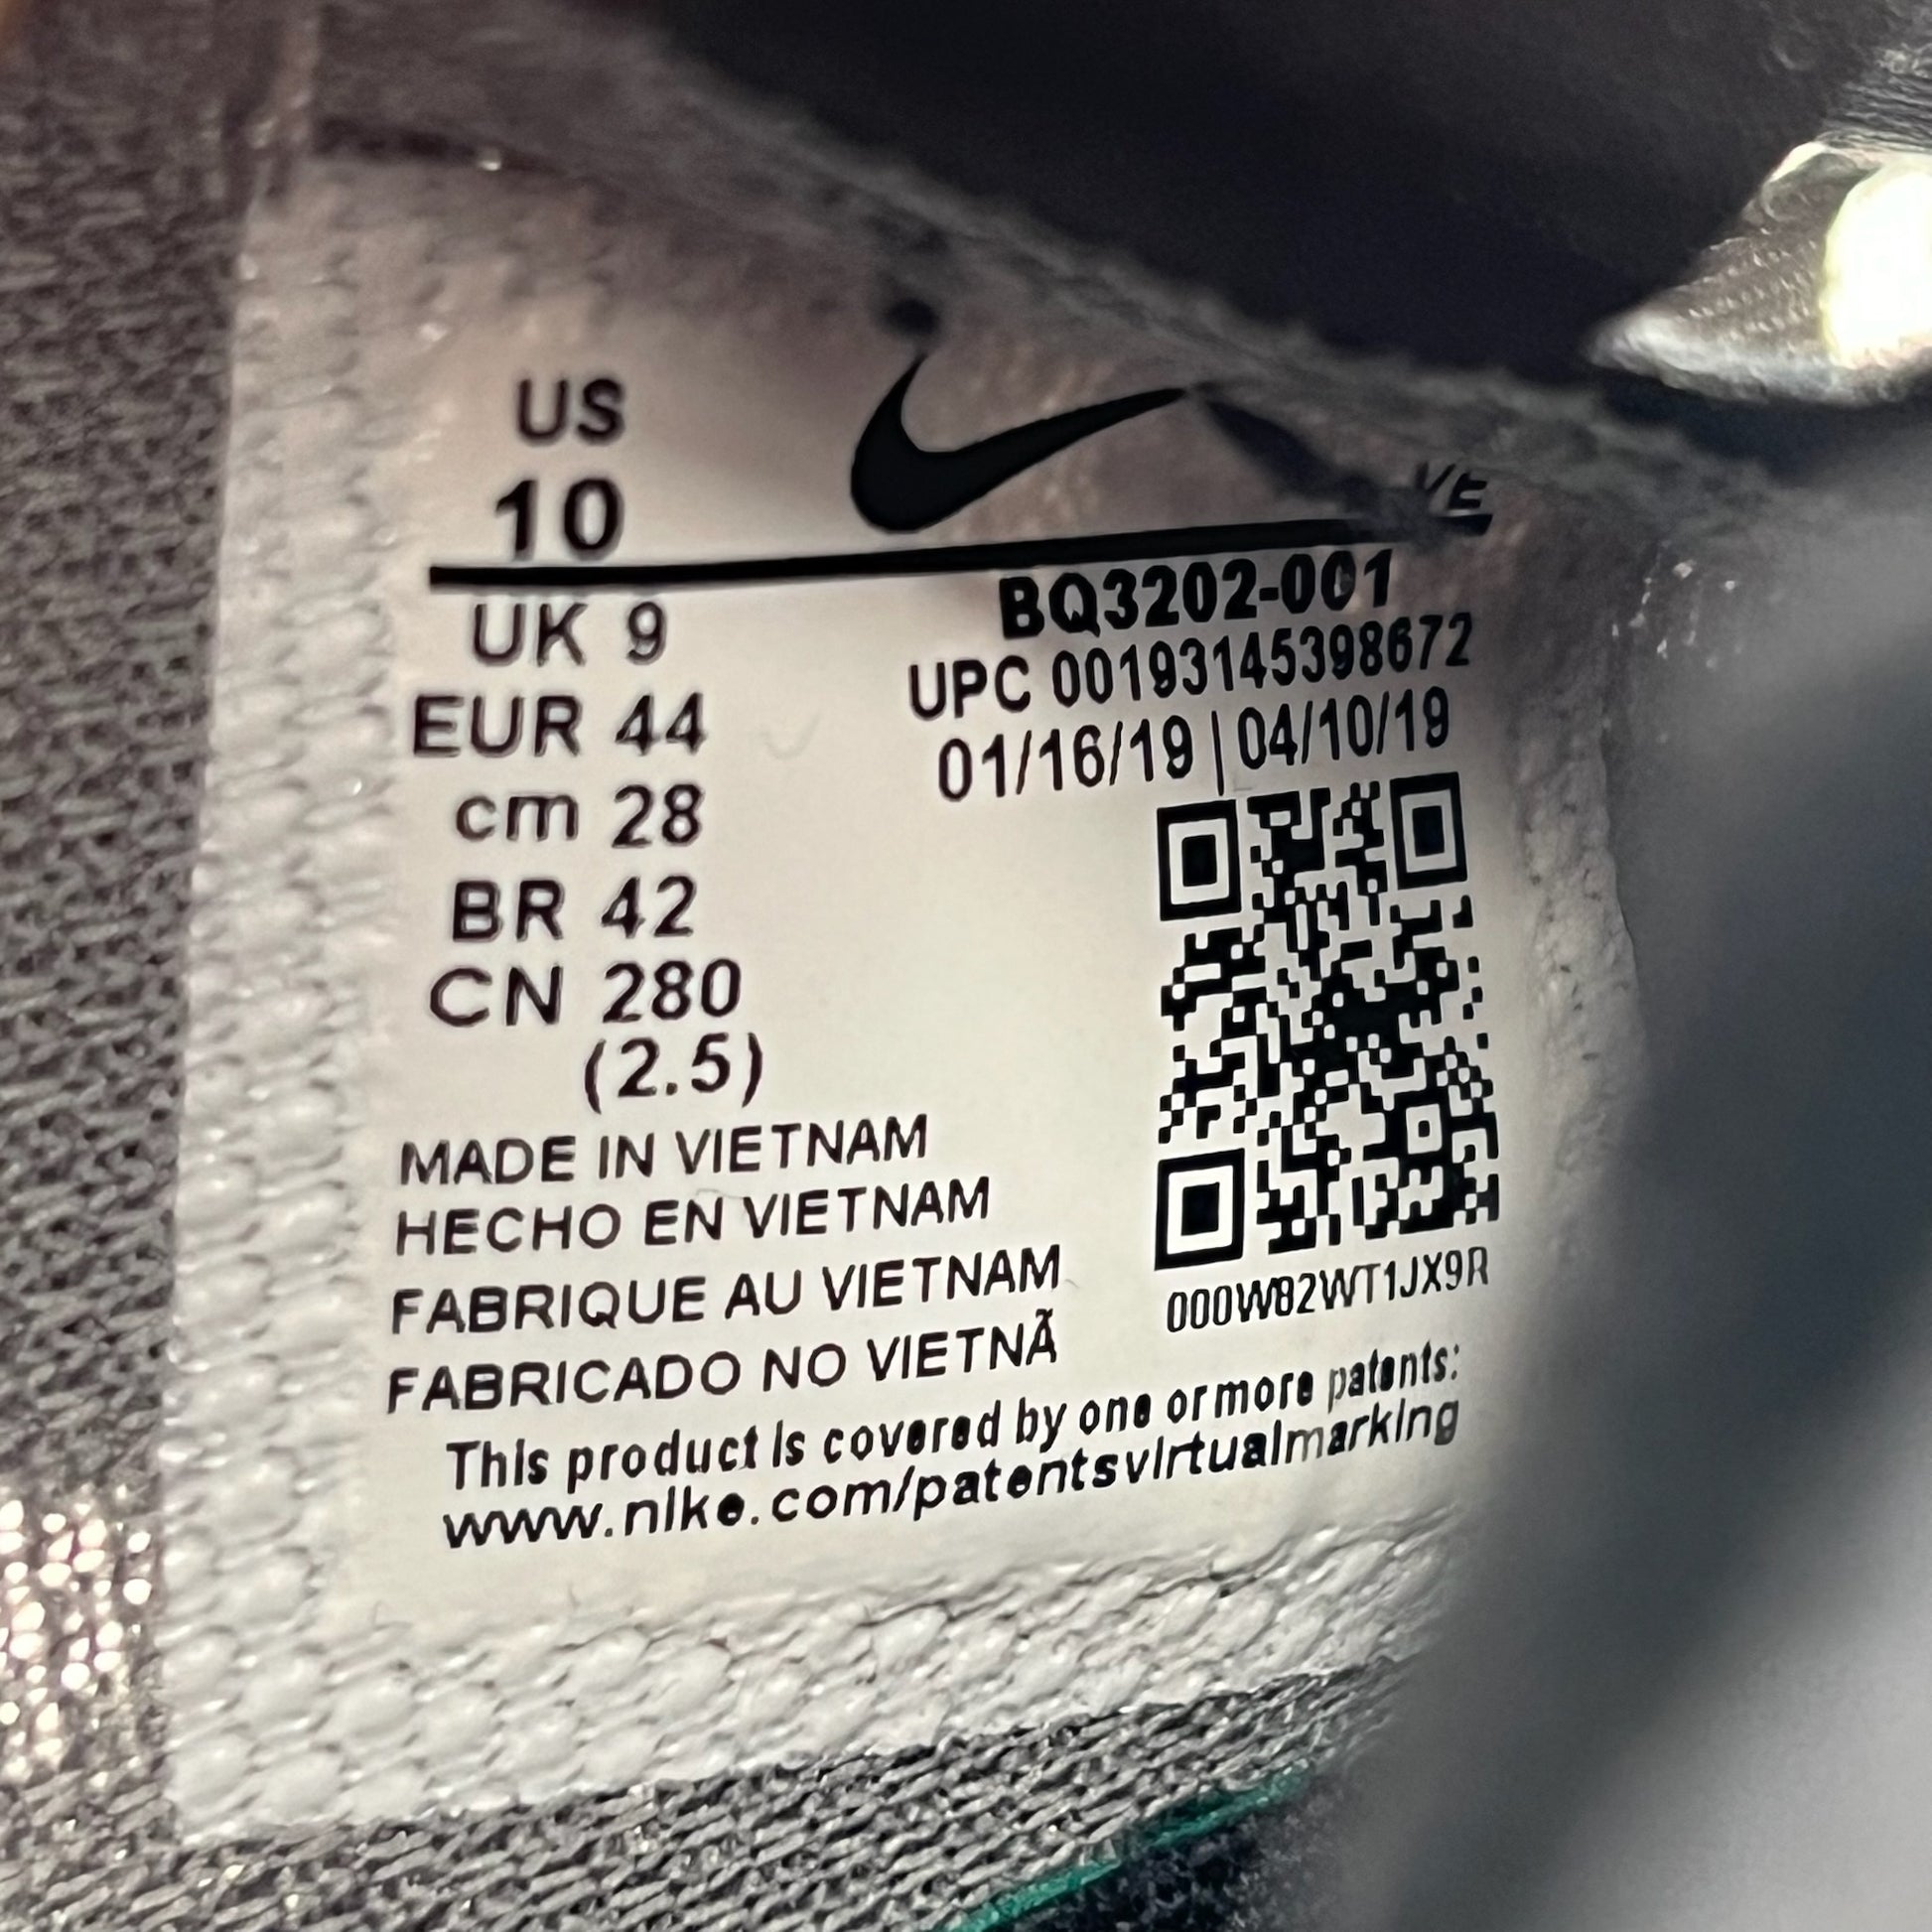 US
10
VE
UK 9
EUR 44
cm 28
BR 42
CN 280
(2.5)
BQ3202-001
UPC 00193145398672
01/16/19 | 04/10/19
000W82WT1JX9R
MADE IN VIETNAM
HECHO EN VIETNAM
FABRIQUE AU VIETNAM
FABRICADO NO VIETNÃ
This product is covered by one or more patents:
www.nike.com/patentsvirtualmarking